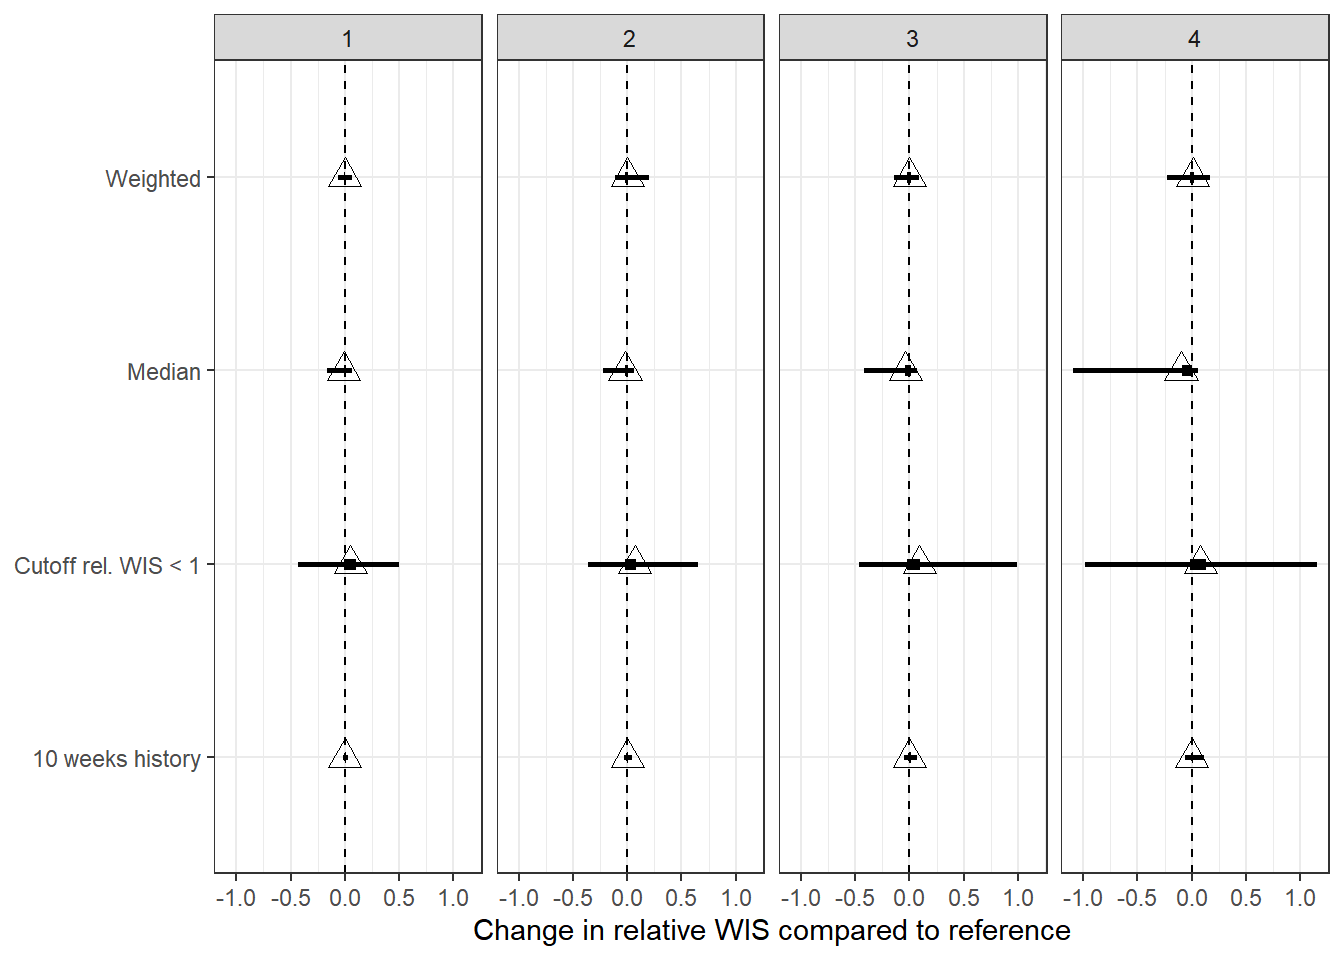 1 2 3 4
Weighted
Median
Cutoff rel. WIS < 1
10 weeks history
-1.0 -0.5 0.0 0.5 1.0 -1.0 -0.5 0.0 0.5 1.0 -1.0 -0.5 0.0 0.5 1.0 -1.0 -0.5 0.0 0.5 1.0
Change in relative WIS compared to reference